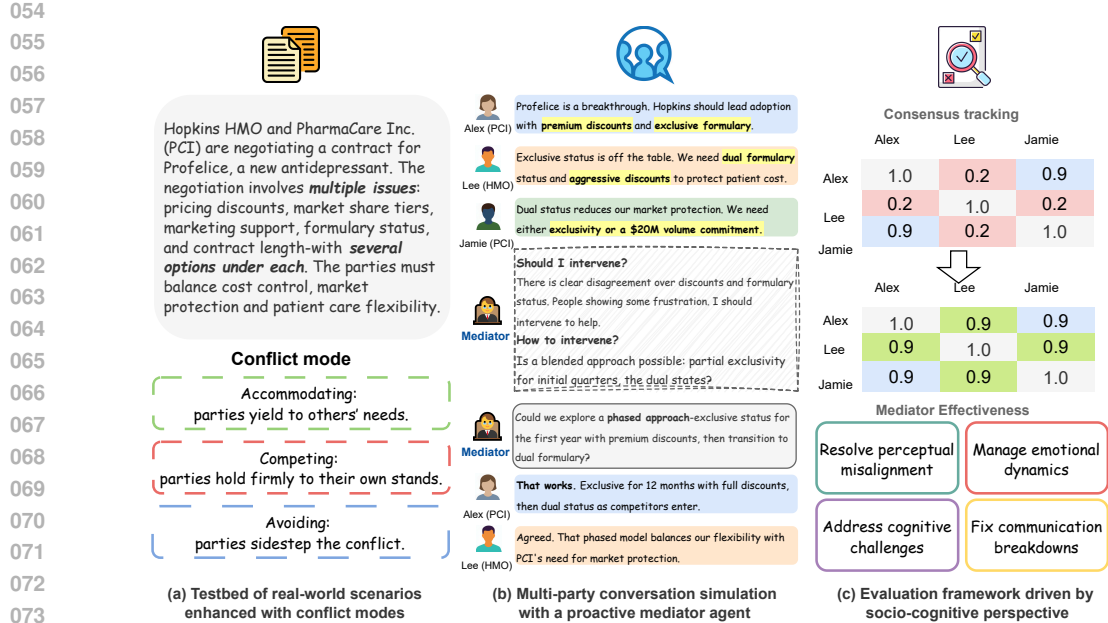 054
055
056
057
058
059
060
061
062
063
064
065
066
067
068
069
070
071
072
073
Hopkins HMO and PharmaCare Inc.
(PCI) are negotiating a contract for
Profelice, a new antidepressant. The
negotiation involves multiple issues:
pricing discounts, market share tiers,
marketing support, formulary status,
and contract length-with several
options under each. The parties must
balance cost control, market
protection and patient care flexibility.
Conflict mode
Accommodating:
parties yield to others' needs.
Competing:
parties hold firmly to their own stands.
Avoiding:
parties sidestep the conflict.
(a) Testbed of real-world scenarios
enhanced with conflict modes
Alex (PCI)
Profelice is a breakthrough. Hopkins should lead adoption
with premium discounts and exclusive formulary.
Lee (HMO)
Exclusive status is off the table. We need dual formulary
status and aggressive discounts to protect patient cost.
Jamie (PCI)
Dual status reduces our market protection. We need
either exclusivity or a $20M volume commitment.
Mediator
Should I intervene?
There is clear disagreement over discounts and formulary
status. People showing some frustration. I should
intervene to help.
How to intervene?
Is a blended approach possible: partial exclusivity
for initial quarters, the dual states?
Mediator
Could we explore a phased approach-exclusive status for
the first year with premium discounts, then transition to
dual formulary?
Alex (PCI)
That works. Exclusive for 12 months with full discounts,
then dual status as competitors enter.
Lee (HMO)
Agreed. That phased model balances our flexibility with
PCI's need for market protection.
(b) Multi-party conversation simulation
with a proactive mediator agent
Consensus tracking
Alex Lee Jamie
Alex 1.0 0.2 0.9
Lee 0.2 1.0 0.2
Jamie 0.9 0.2 1.0
Alex Lee Jamie
Alex 1.0 0.9 0.9
Lee 0.9 1.0 0.9
Jamie 0.9 0.9 1.0
Mediator Effectiveness
Resolve perceptual
misalignment
Manage emotional
dynamics
Address cognitive
challenges
Fix communication
breakdowns
(c) Evaluation framework driven by
socio-cognitive perspective